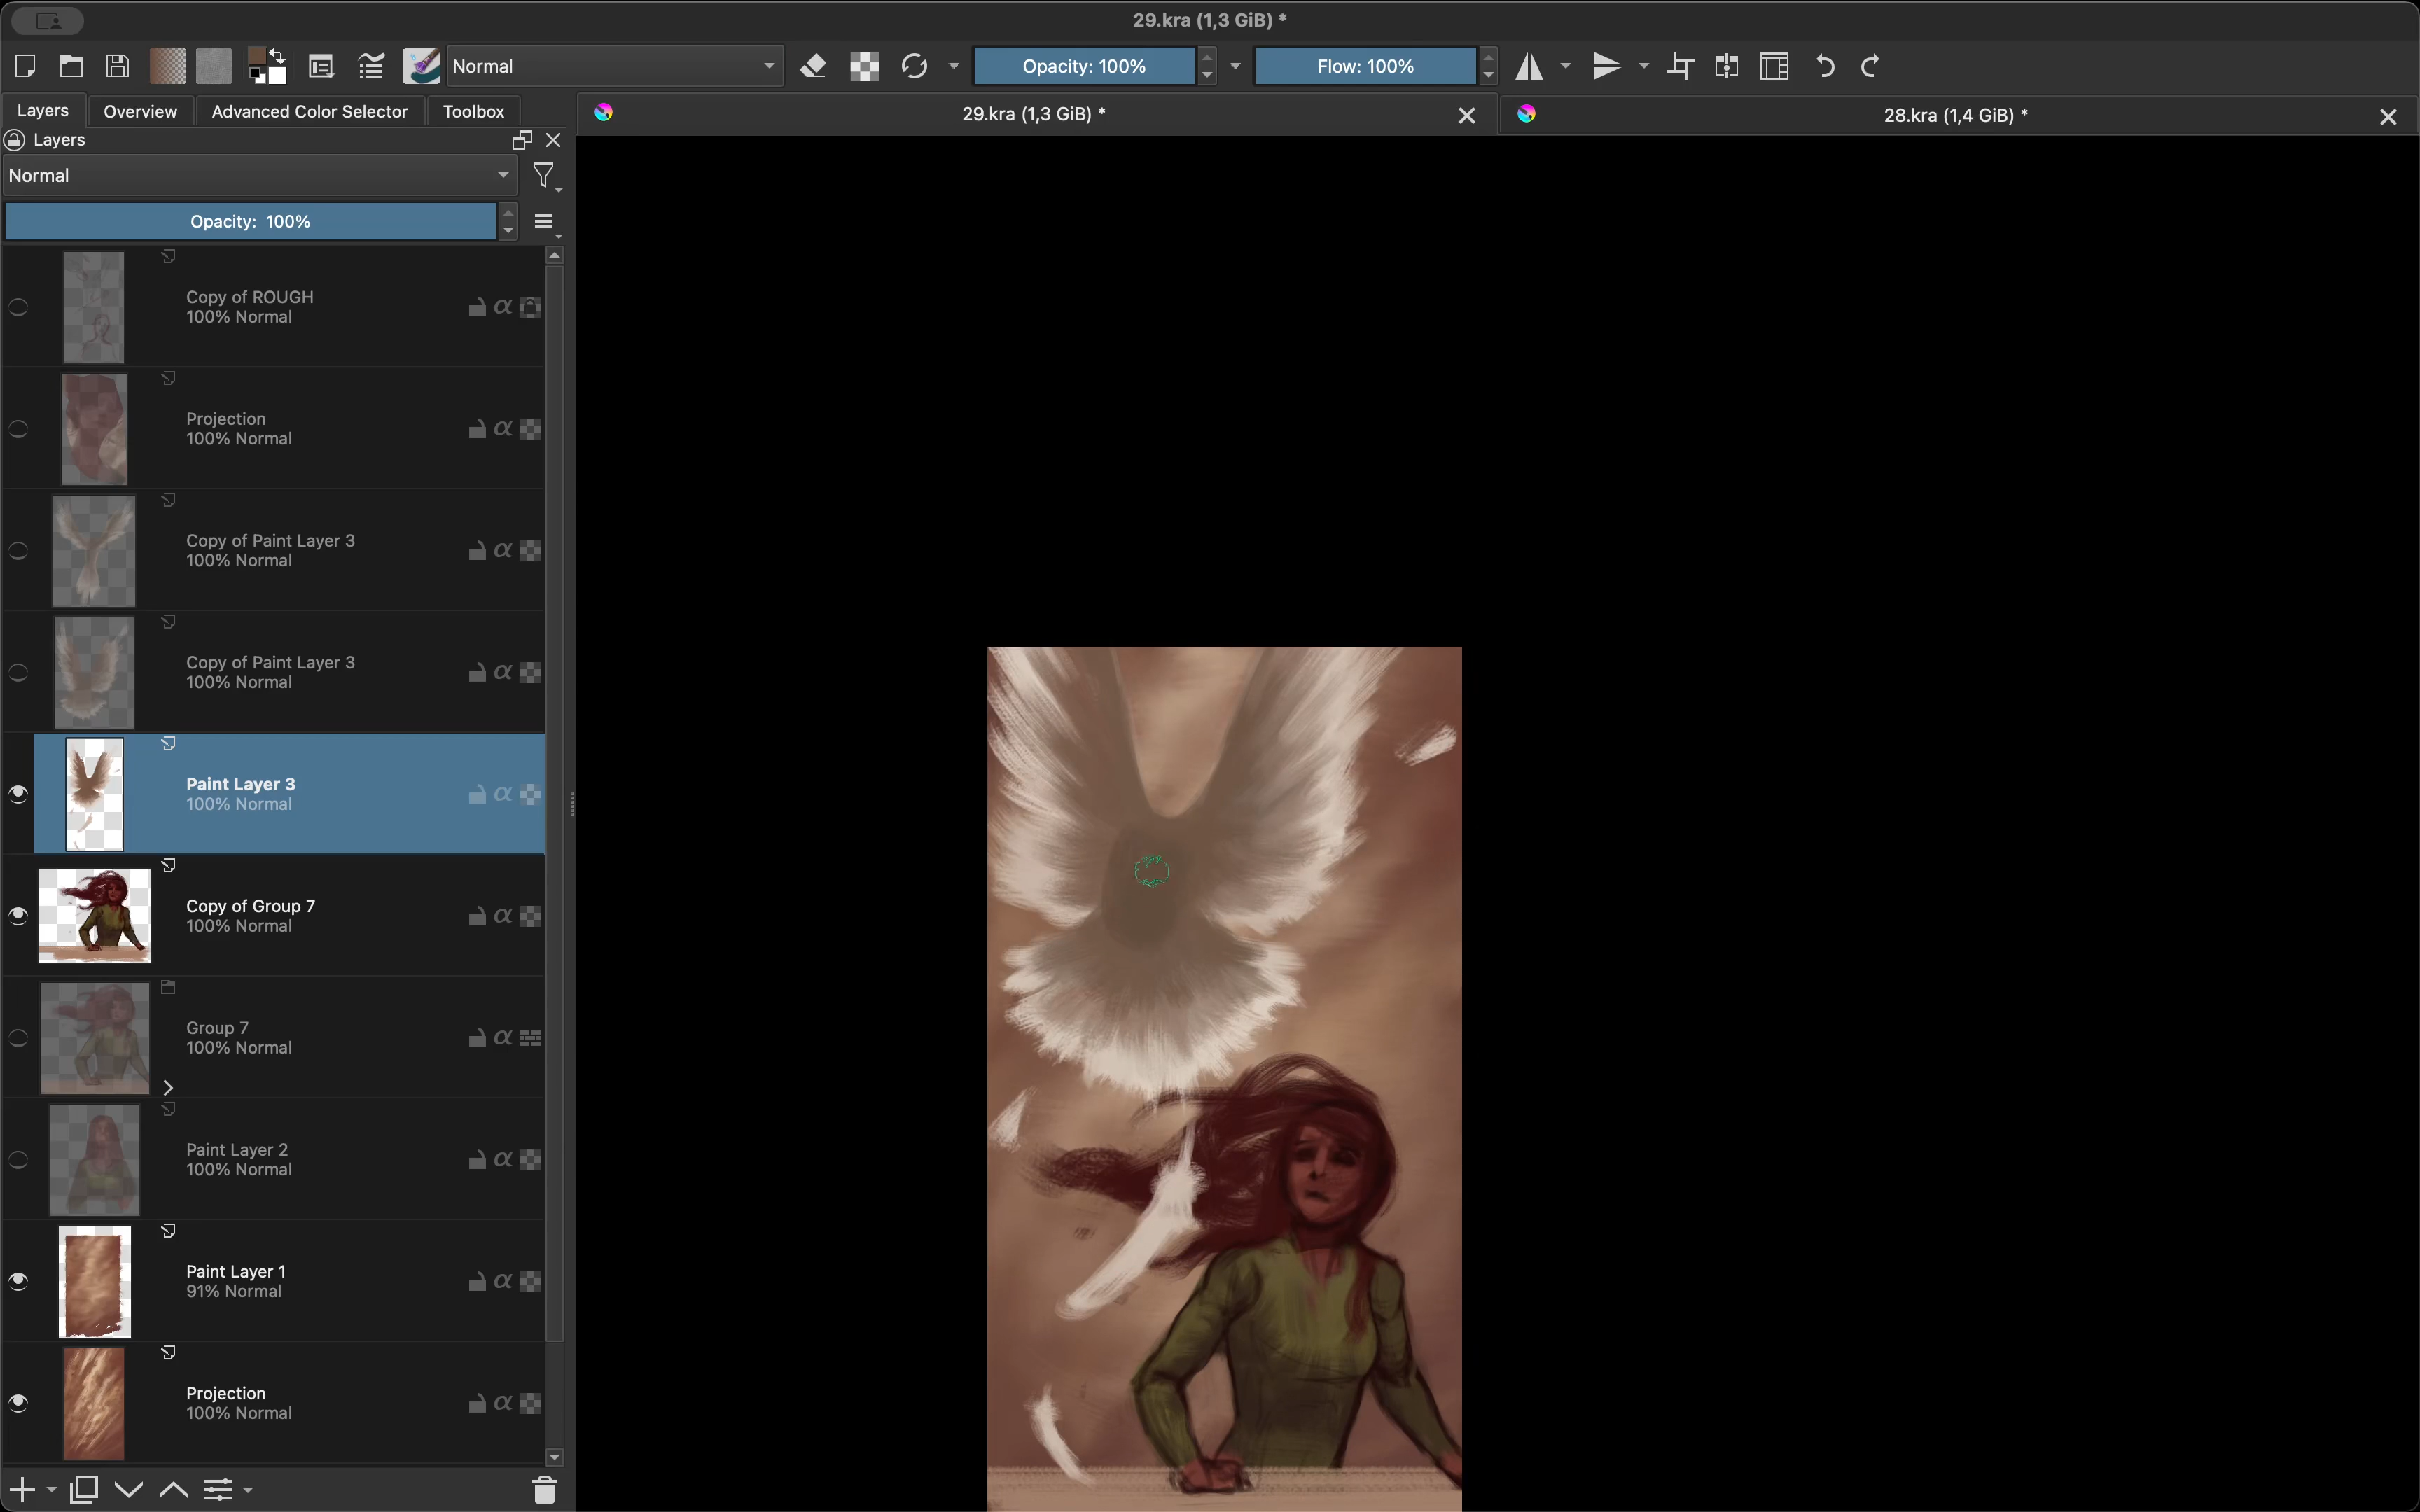 29.kra (1,3 GiB) *
Normal
Opacity: 100%
Flow: 100%
Layers
Overview
Advanced Color Selector
Toolbox
29.kra (1,3 GiB) *
28.kra (1,4 GiB) *
Layers
Normal
Opacity: 100%
Copy of ROUGH
100% Normal
Projection
100% Normal
Copy of Paint Layer 3
100% Normal
Copy of Paint Layer 3
100% Normal
Paint Layer 3
100% Normal
Copy of Group 7
100% Normal
Group 7
100% Normal
Paint Layer 2
100% Normal
Paint Layer 1
91% Normal
Projection
100% Normal